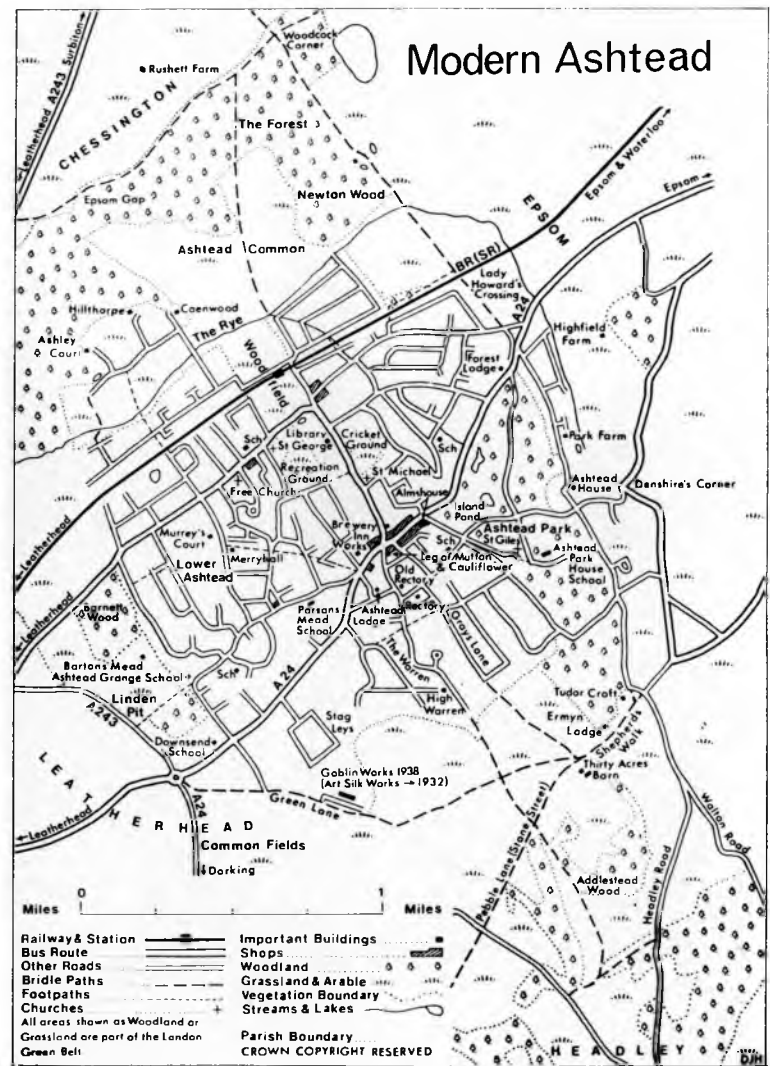 Modern Ashtead
Woodcock
Corner
Rushett Farm
Leatherhead A243 Surbiton
CHESSINGTON
The Forest
Epsom Gap
Newton Wood
Ashtead Common
EPSOM
Epsom & Waterloo
Epsom
BR(SR)
Lady
Howard's
Crossing
A24
Hillthorpe
Caenwood
The Rye
Ashley
Court
Woodfield
Highfield
Farm
Forest
Lodge
Sch
Library
St George
Cricket
Ground
Sch
Park Farm
Recreation
Ground
St Michael
Free Church
Almshouse
Ashtead
House
Denshire's Corner
Island
Pond
Brewery
Inn
Works
Murrey's
Court
Merryhall
Lower
Ashtead
Sch
Ashtead Park
St Giles
Ashtead
Park
House
School
Leg of Mutton
& Cauliflower
Old
Rectory
Rectory
Leatherhead
Leatherhead
Barnett
Wood
Parsons
Mead
School
Ashtead
Lodge
Grays Lane
The Warren
Bartons Mead
Ashtead Grange School
Sch
A 24
High
Warren
Tudor Croft
Ermyn
Lodge
Shepherds
Walk
Linden
Pit
A243
Stag
Leys
Downsend
School
Thirty Acres
Barn
Goblin Works 1938
(Art Silk Works → 1932)
Green Lane
LEATHERHEAD
Leatherhead
A24
Common Fields
Dorking
Pebble Lane (Stane Street)
Addlestead
Wood
Headley Road
Walton Road
0 1
Miles Miles
Railway & Station
Bus Route
Other Roads
Bridle Paths
Footpaths
Churches
All areas shown as Woodland or
Grassland are part of the London
Green Belt
Important Buildings
Shops
Woodland
Grassland & Arable
Vegetation Boundary
Streams & Lakes
Parish Boundary
CROWN COPYRIGHT RESERVED
HEADLEY
DJH